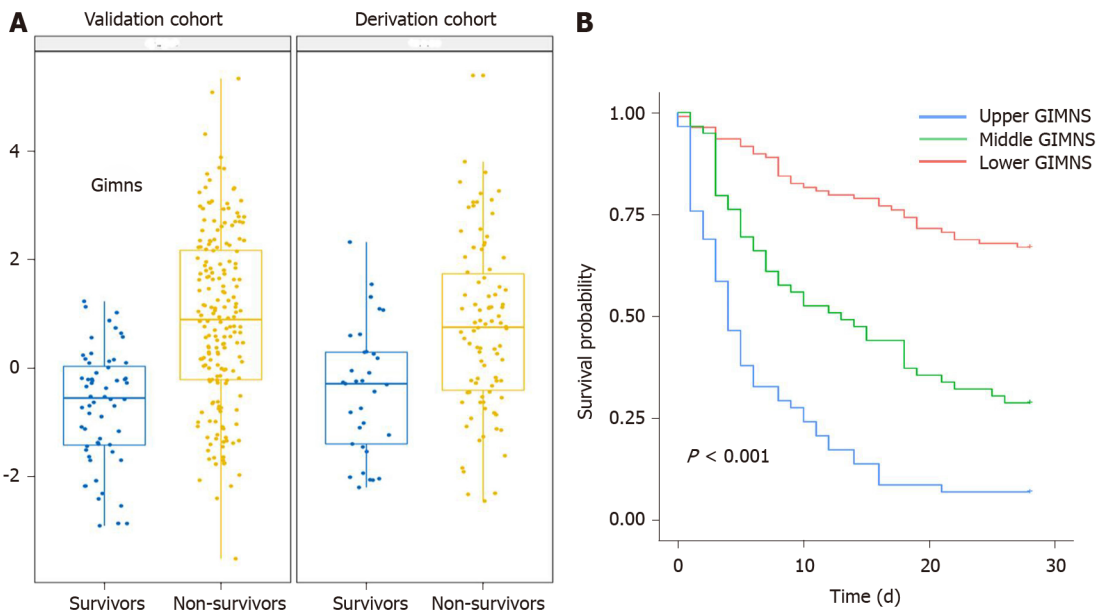 A
Validation cohort
Derivation cohort
4
2
0
-2
Gimns
Survivors
Non-survivors
Survivors
Non-survivors
B
Survival probability
1.00
0.75
0.50
0.25
0.00
Upper GIMNS
Middle GIMNS
Lower GIMNS
P < 0.001
0
10
20
30
Time (d)